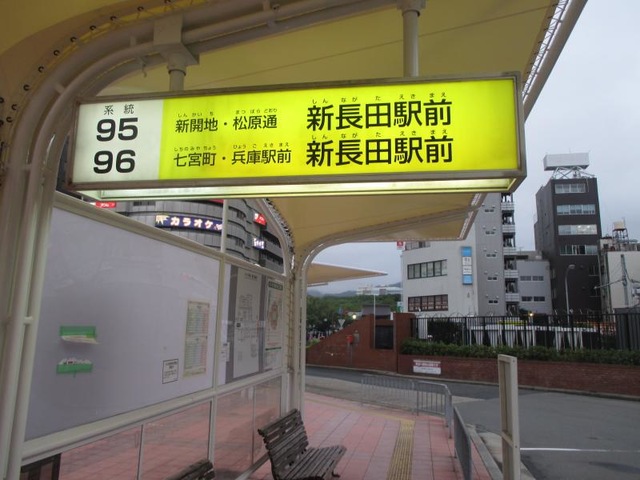 系統
95
しんかいち まつばらどおり しんながたえきまえ
新開地・松原通 新長田駅前
96
しちのみやちょう ひょうごえきまえ しんながたえきまえ
七宮町・兵庫駅前 新長田駅前
カラオケ